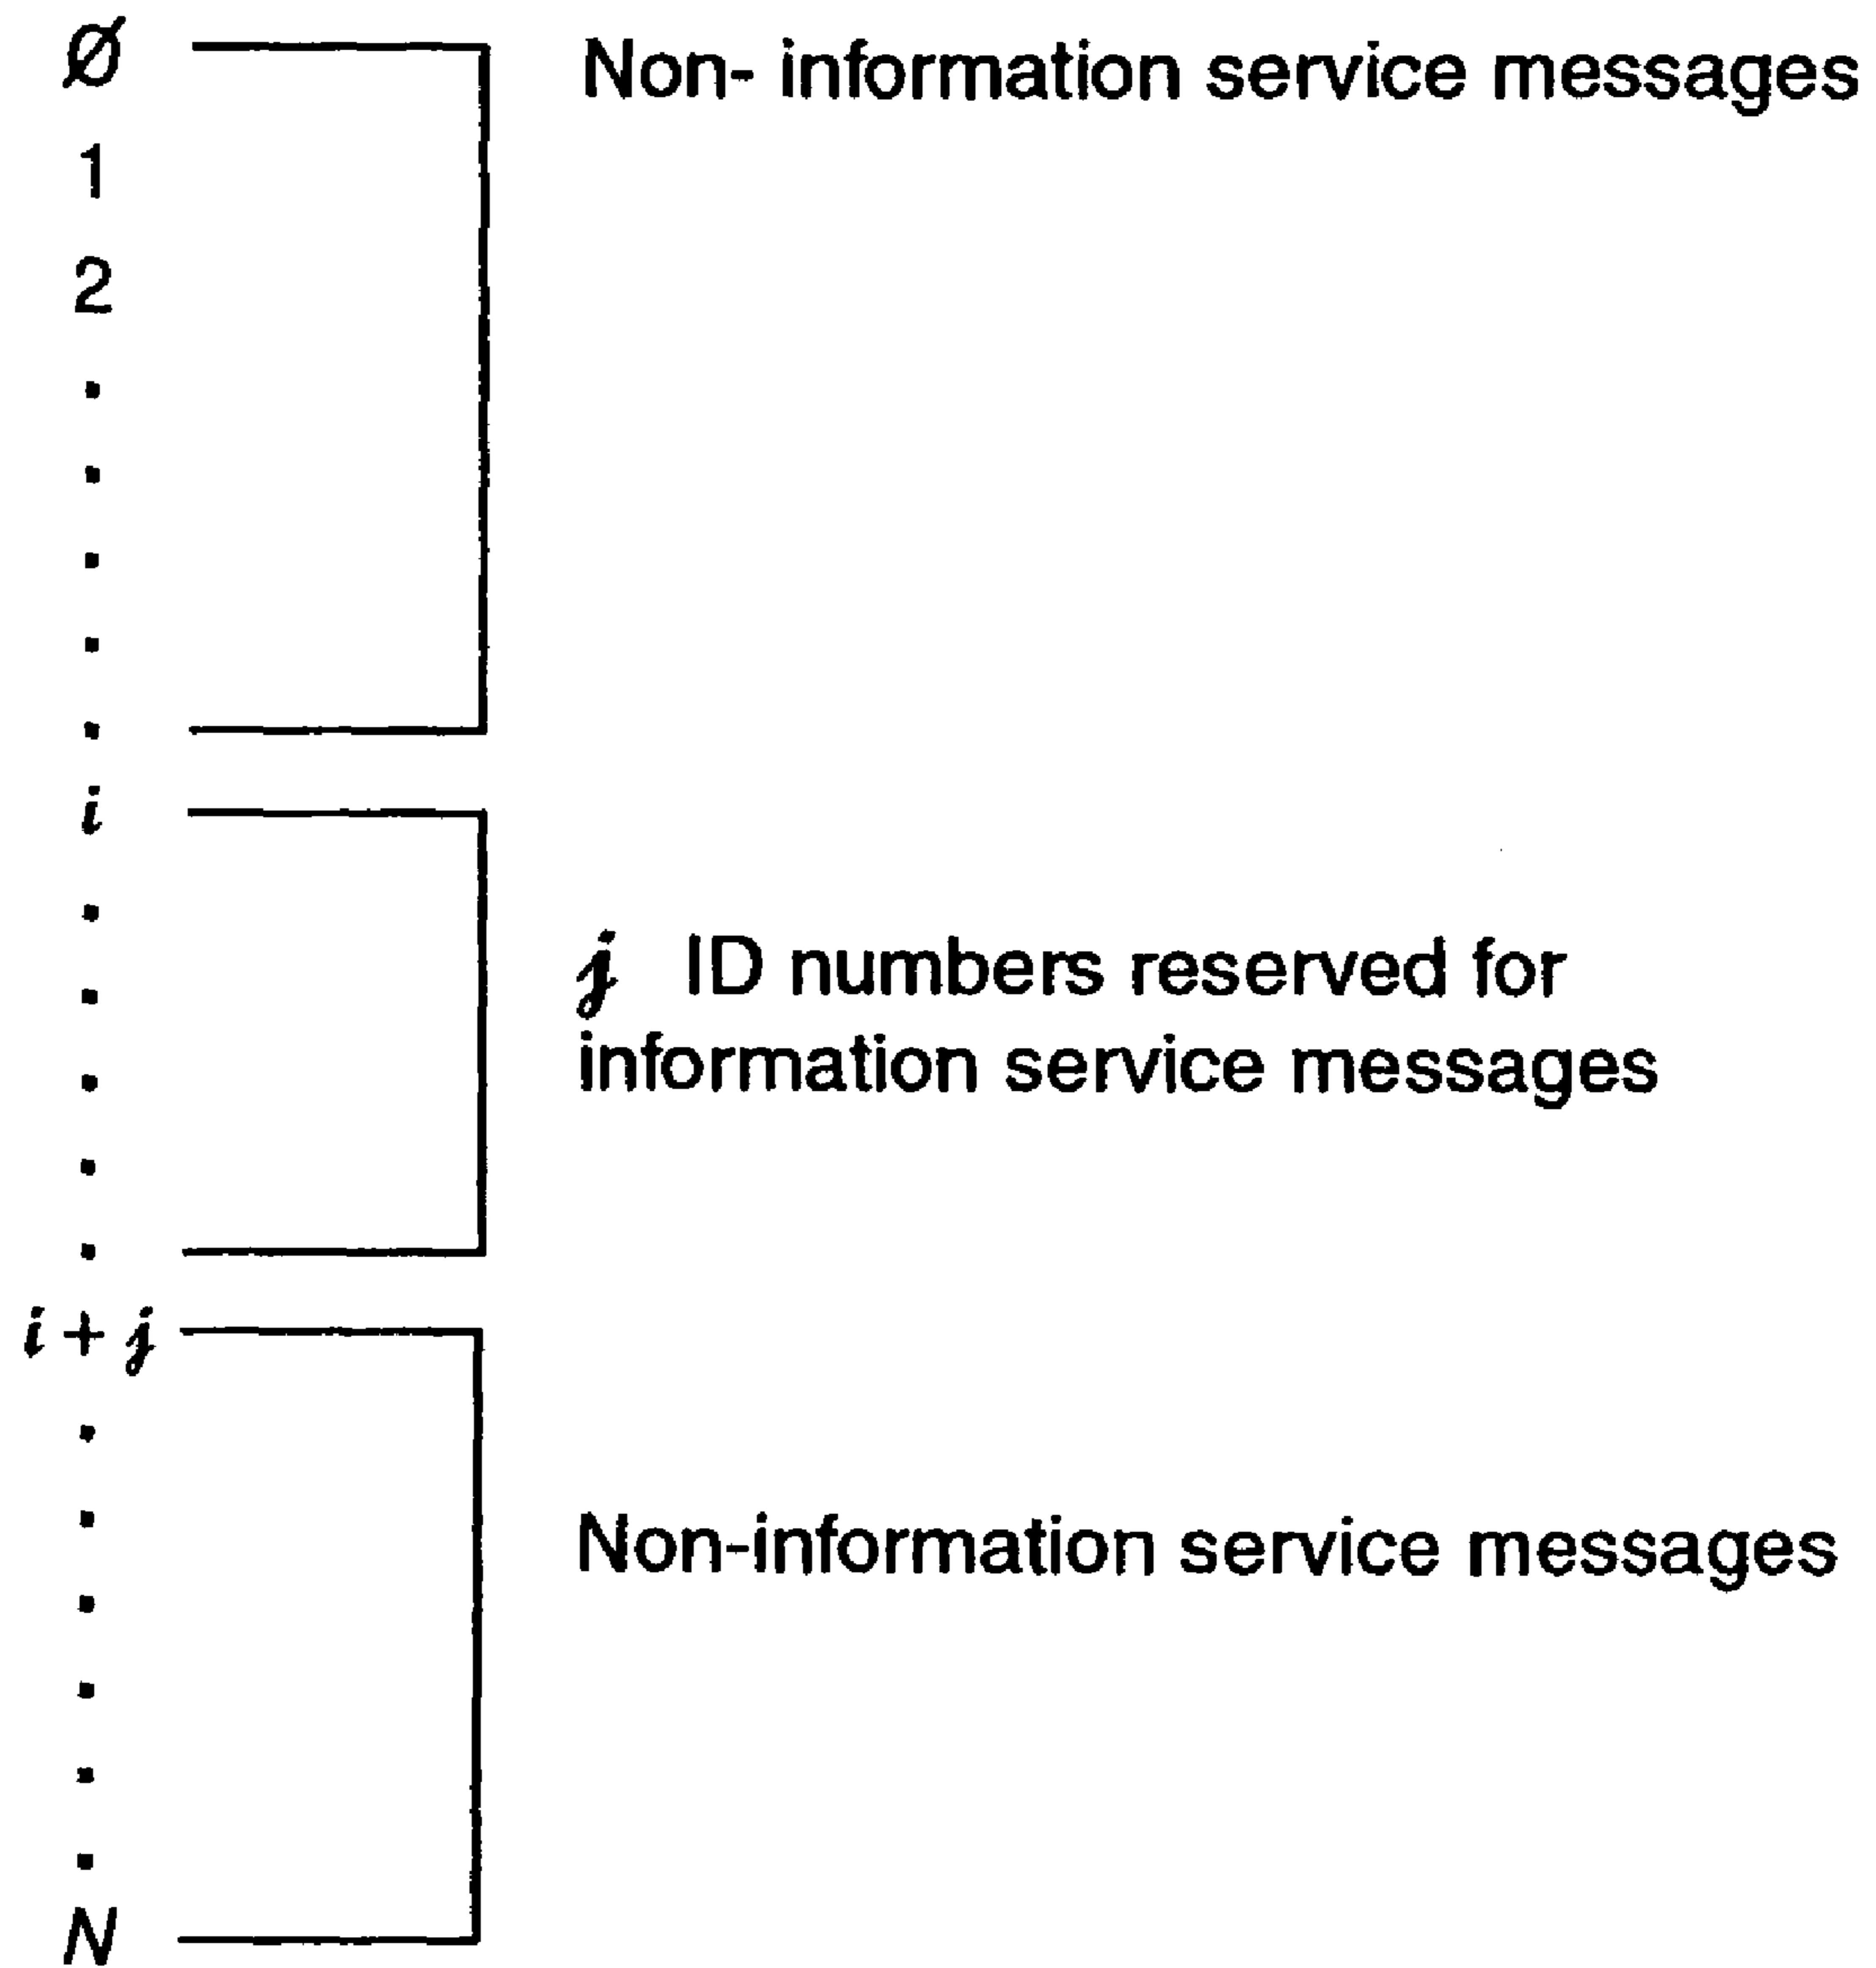 Ø
Non- information service messages
1
2
.
.
.
.
.
i
.
.
j ID numbers reserved for
information service messages
.
.
.
i+j
.
.
Non-information service messages
.
.
.
.
N